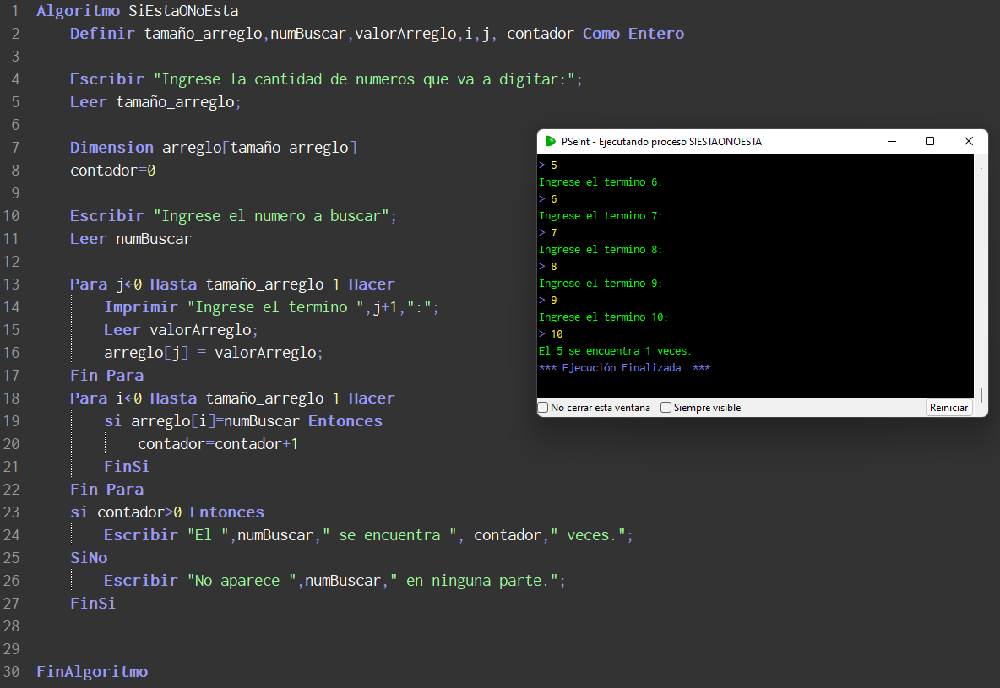 1 Algoritmo SiEstaONoEsta
2 Definir tamaño_arreglo,numBuscar,valorArreglo,i,j, contador Como Entero
3
4 Escribir "Ingrese la cantidad de numeros que va a digitar:";
5 Leer tamaño_arreglo;
6
7 Dimension arreglo[tamaño_arreglo]
8 contador=0
9
10 Escribir "Ingrese el numero a buscar";
11 Leer numBuscar
12
13 Para j←0 Hasta tamaño_arreglo-1 Hacer
14 Imprimir "Ingrese el termino ",j+1,":";
15 Leer valorArreglo;
16 arreglo[j] = valorArreglo;
17 Fin Para
18 Para i←0 Hasta tamaño_arreglo-1 Hacer
19 si arreglo[i]=numBuscar Entonces
20 contador=contador+1
21 FinSi
22 Fin Para
23 si contador>0 Entonces
24 Escribir "El ",numBuscar," se encuentra ", contador," veces.";
25 SiNo
26 Escribir "No aparece ",numBuscar," en ninguna parte.";
27 FinSi
28
29
30 FinAlgoritmo
PSeInt - Ejecutando proceso SIESTAONOESTA
> 5
Ingrese el termino 6:
> 6
Ingrese el termino 7:
> 7
Ingrese el termino 8:
> 8
Ingrese el termino 9:
> 9
Ingrese el termino 10:
> 10
El 5 se encuentra 1 veces.
*** Ejecución Finalizada. ***
No cerrar esta ventana Siempre visible Reiniciar